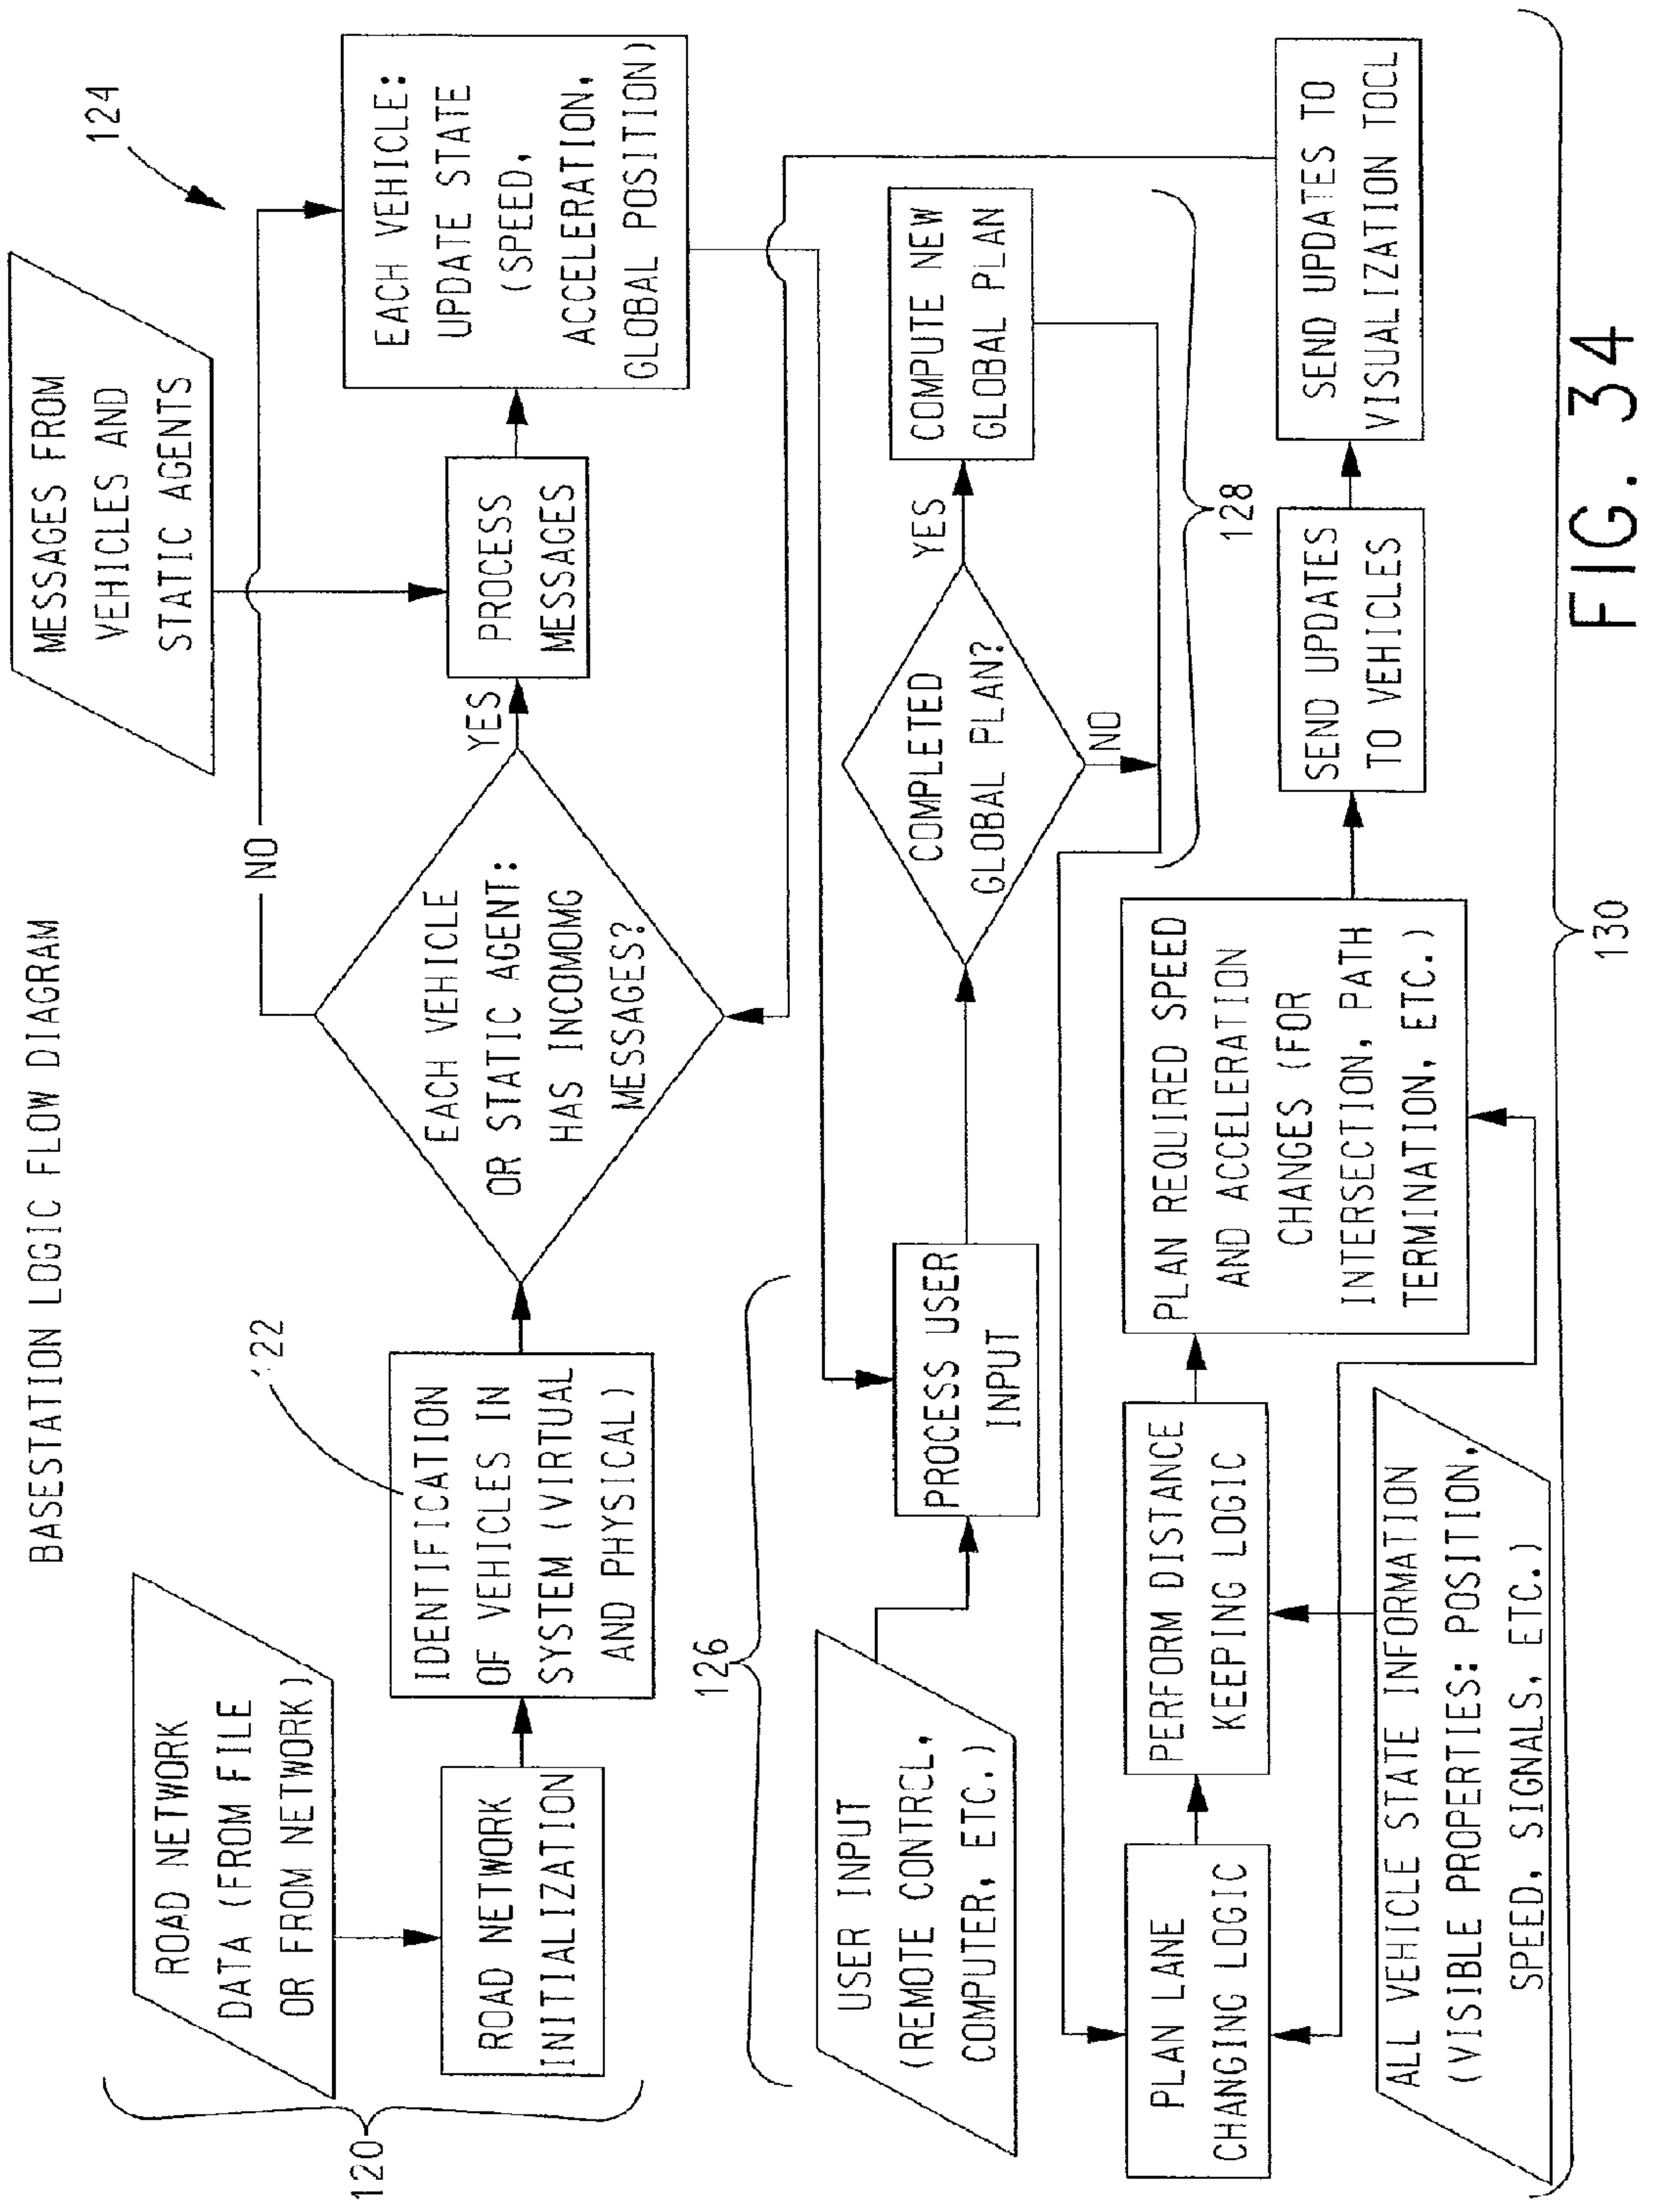 BASESTATION LOGIC FLOW DIAGRAM
120
ROAD NETWORK
DATA (FROM FILE
OR FROM NETWORK)
ROAD NETWORK
INITIALIZATION
122
IDENTIFICATION
OF VEHICLES IN
SYSTEM (VIRTUAL
AND PHYSICAL)
EACH VEHICLE
OR STATIC AGENT:
HAS INCOMOMG
MESSAGES?
NO
YES
MESSAGES FROM
VEHICLES AND
STATIC AGENTS
PROCESS
MESSAGES
124
EACH VEHICLE:
UPDATE STATE
(SPEED,
ACCELERATION,
GLOBAL POSITION)
126
USER INPUT
(REMOTE CONTRCL,
COMPUTER, ETC.)
PROCESS USER
INPUT
COMPLETED
GLOBAL PLAN?
YES
NO
COMPUTE NEW
GLOBAL PLAN
128
PLAN LANE
CHANGING LOGIC
PERFORM DISTANCE
KEEPING LOGIC
PLAN REQUIRED SPEED
AND ACCELERATION
CHANGES (FOR
INTERSECTION, PATH
TERMINATION, ETC.)
SEND UPDATES
TO VEHICLES
SEND UPDATES TO
VISUALIZATION TOCL
ALL VEHICLE STATE INFORMATION
(VISIBLE PROPERTIES: POSITION,
SPEED, SIGNALS, ETC.)
130
FIG. 34